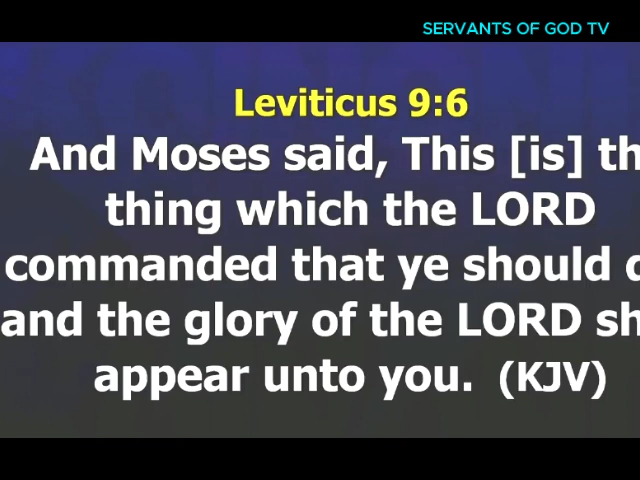 SERVANTS OF GOD TV
Leviticus 9:6
And Moses said, This [is] th
thing which the LORD
commanded that ye should
and the glory of the LORD sh
appear unto you. (KJV)